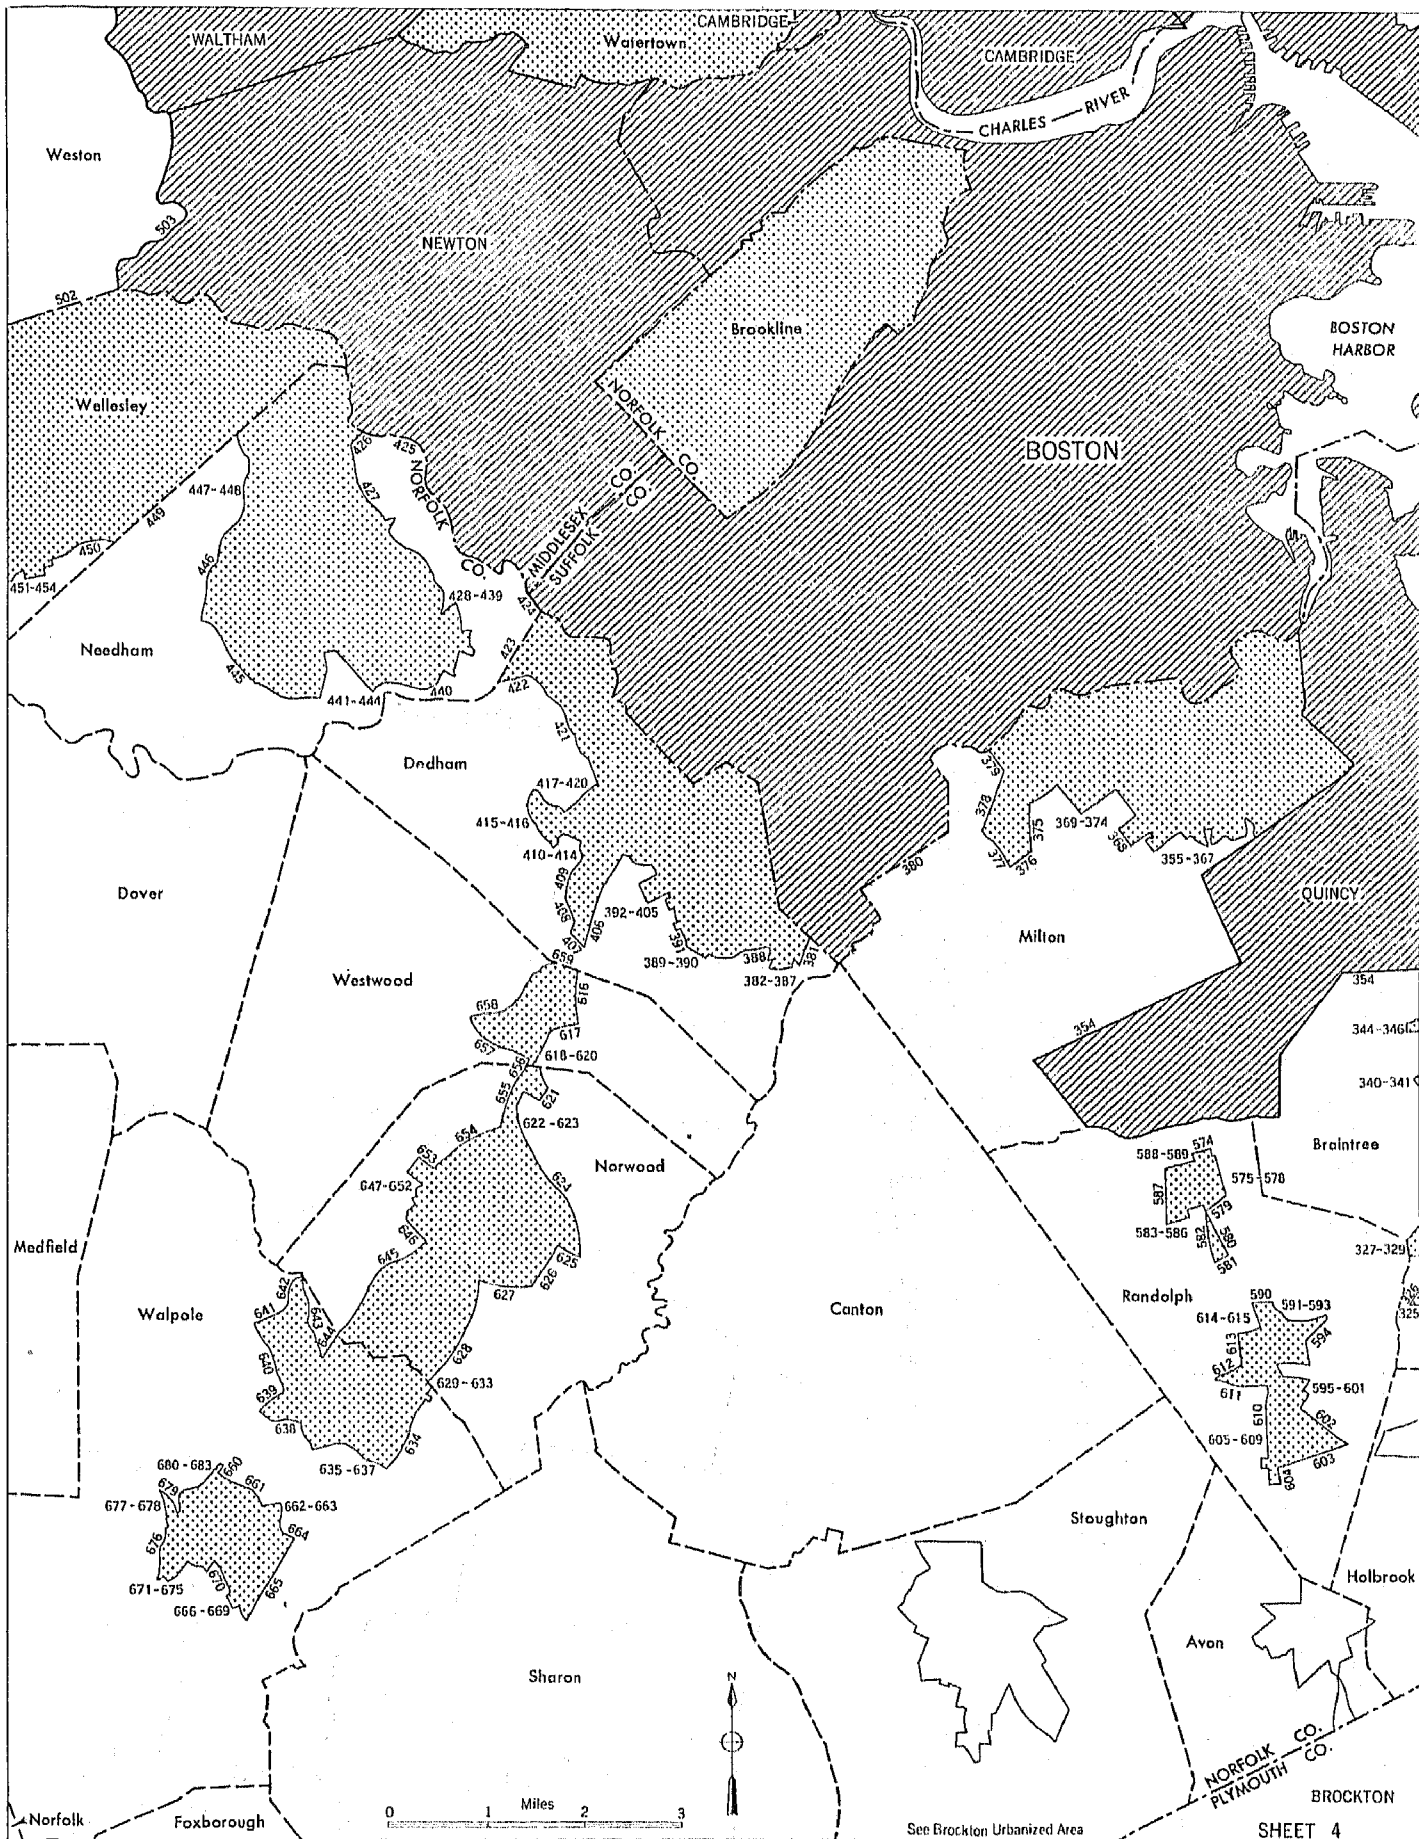 WALTHAM
CAMBRIDGE
Watertown
CAMBRIDGE
CHARLES RIVER
Weston
503
NEWTON
502
Brookline
BOSTON
HARBOR
Wellesley
NORFOLK CO.
426
425
BOSTON
447-448
427
NORFOLK
CO.
449
MIDDLESEX CO.
SUFFOLK CO.
450
446
451-454
428-439
424
Needham
423
445
422
440
441-444
421
Dedham
379
417-420
378
415-416
375
369-374
368
410-414
377
376
355-367
380
409
Dover
QUINCY
408
392-405
406
Milton
407
391
381
659
389-390
388
382-387
Westwood
616
354
658
617
354
344-346
657
618-620
656
340-341
655
621
622-623
654
574
Braintree
588-589
653
Norwood
575-578
647-652
624
587
579
583-586
582
580
646
Medfield
645
625
581
327-329
642
626
627
590
Randolph
591-593
Walpole
641
643
Canton
614-615
325
644
613
594
640
628
612
629-633
611
595-601
639
610
638
602
634
605-609
635-637
603
680-683
660
604
679
661
677-678
662-663
Stoughton
664
676
670
665
Holbrook
671-675
666-669
Avon
Sharon
N
NORFOLK CO.
PLYMOUTH CO.
Miles
BROCKTON
0 1 2 3
Norfolk
Foxborough
See Brockton Urbanized Area
SHEET 4